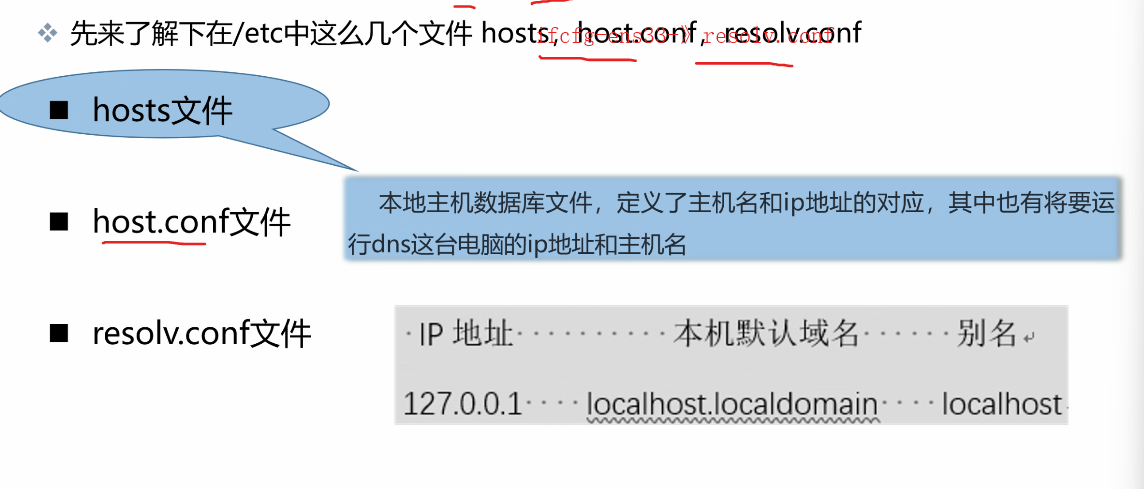 ❖ 先来了解下在/etc中这么几个文件 hosts，host.conf，resolv.conf
ifcfg-ens33-》resolv.conf
■ hosts文件
本地主机数据库文件，定义了主机名和ip地址的对应，其中也有将要运
行dns这台电脑的ip地址和主机名
■ host.conf文件
■ resolv.conf文件
IP 地址 本机默认域名 别名
127.0.0.1 localhost.localdomain localhost